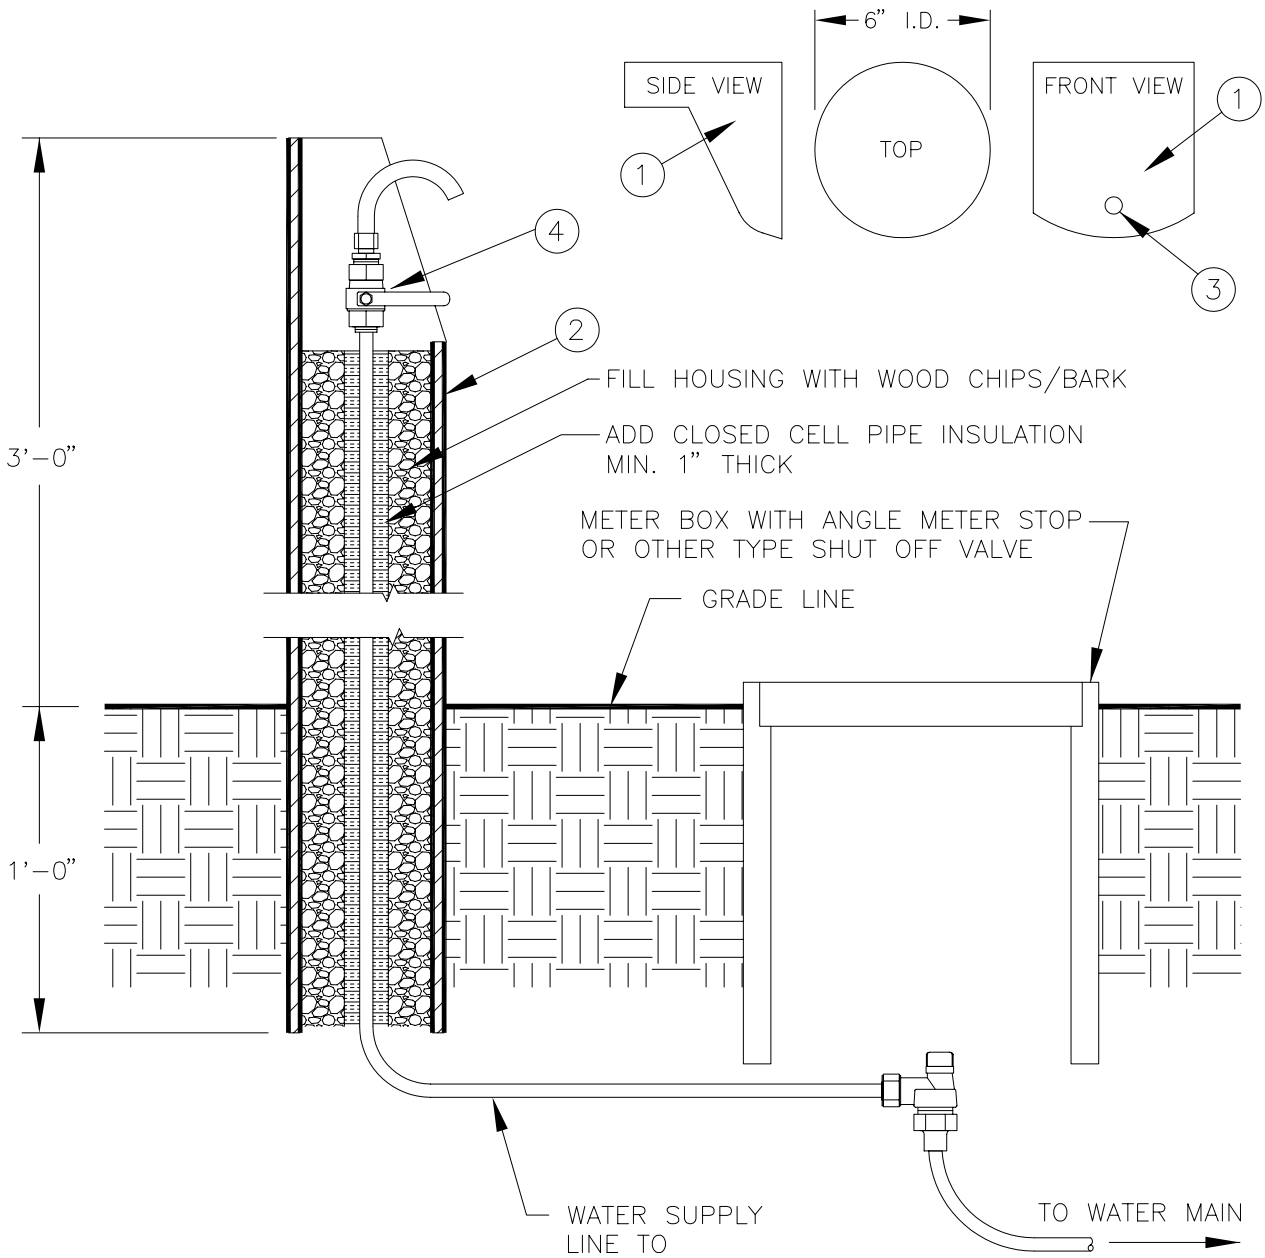 6” I.D.
SIDE VIEW
TOP
FRONT VIEW
1
1
3
4
2
3'-0”
FILL HOUSING WITH WOOD CHIPS/BARK
ADD CLOSED CELL PIPE INSULATION
MIN. 1” THICK
METER BOX WITH ANGLE METER STOP
OR OTHER TYPE SHUT OFF VALVE
GRADE LINE
1'-0”
WATER SUPPLY
LINE TO
TO WATER MAIN